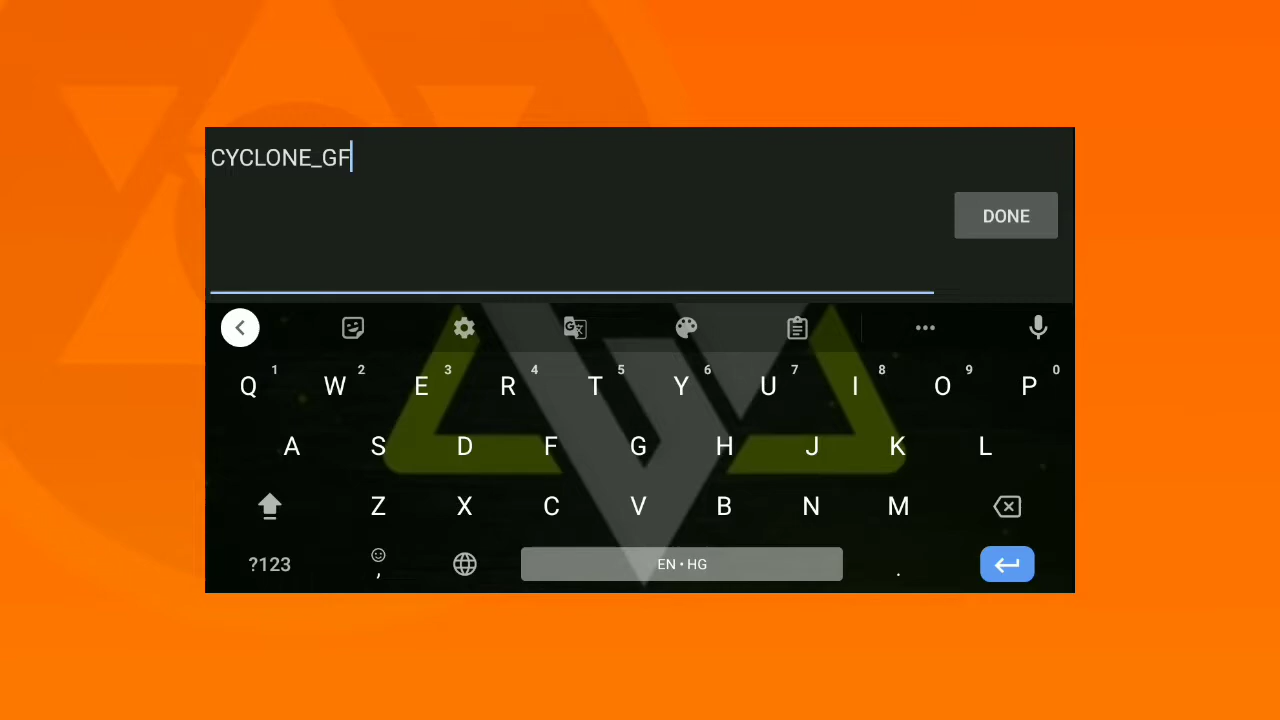 CYCLONE_GF
DONE
Q 1 W 2 E 3 R 4 T 5 Y 6 U 7 I 8 O 9 P 0
A S D F G H J K L
Z X C V B N M
?123 , EN • HG .